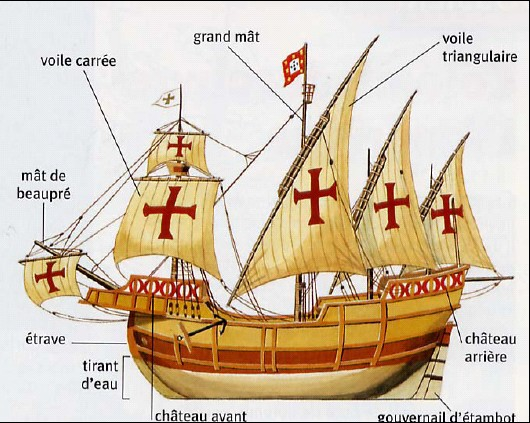 grand mât
voile
triangulaire
voile carrée
mât de
beaupré
étrave
château
arrière
tirant
d'eau
château avant
gouvernail d'étambot